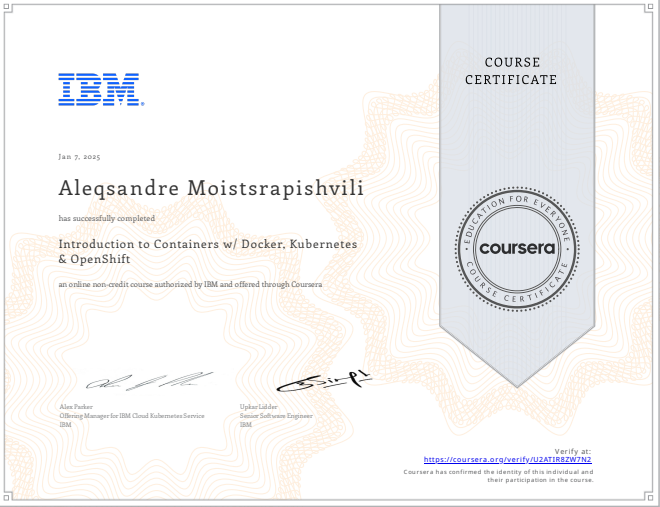 COURSE
CERTIFICATE
IBM
Jan 7, 2025
Aleqsandre Moistsrapishvili
has successfully completed
Introduction to Containers w/ Docker, Kubernetes
& OpenShift
an online non-credit course authorized by IBM and offered through Coursera
EDUCATION FOR EVERYONE
coursera
COURSE CERTIFICATE
Alex Parker
Offering Manager for IBM Cloud Kubernetes Service
IBM
Upkar Lidder
Senior Software Engineer
IBM
Verify at:
https://coursera.org/verify/U2ATIR8ZW7N2
Coursera has confirmed the identity of this individual and
their participation in the course.